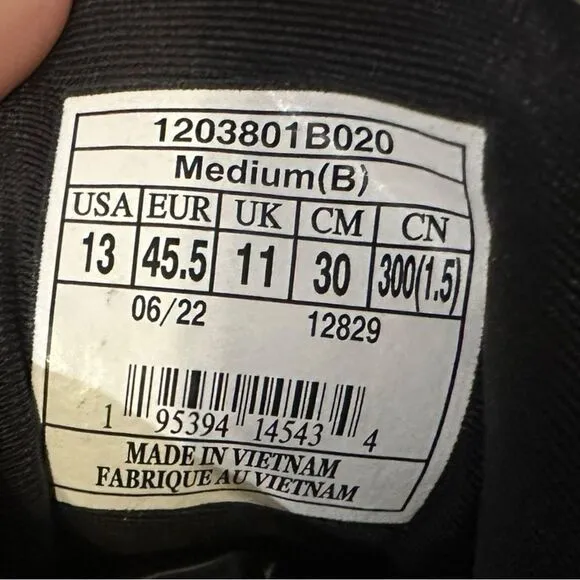 1203801B020
Medium(B)
USA EUR UK CM CN
13 45.5 11 30 300(1.5)
06/22 12829
1 95394 14543 4
MADE IN VIETNAM
FABRIQUE AU VIETNAM